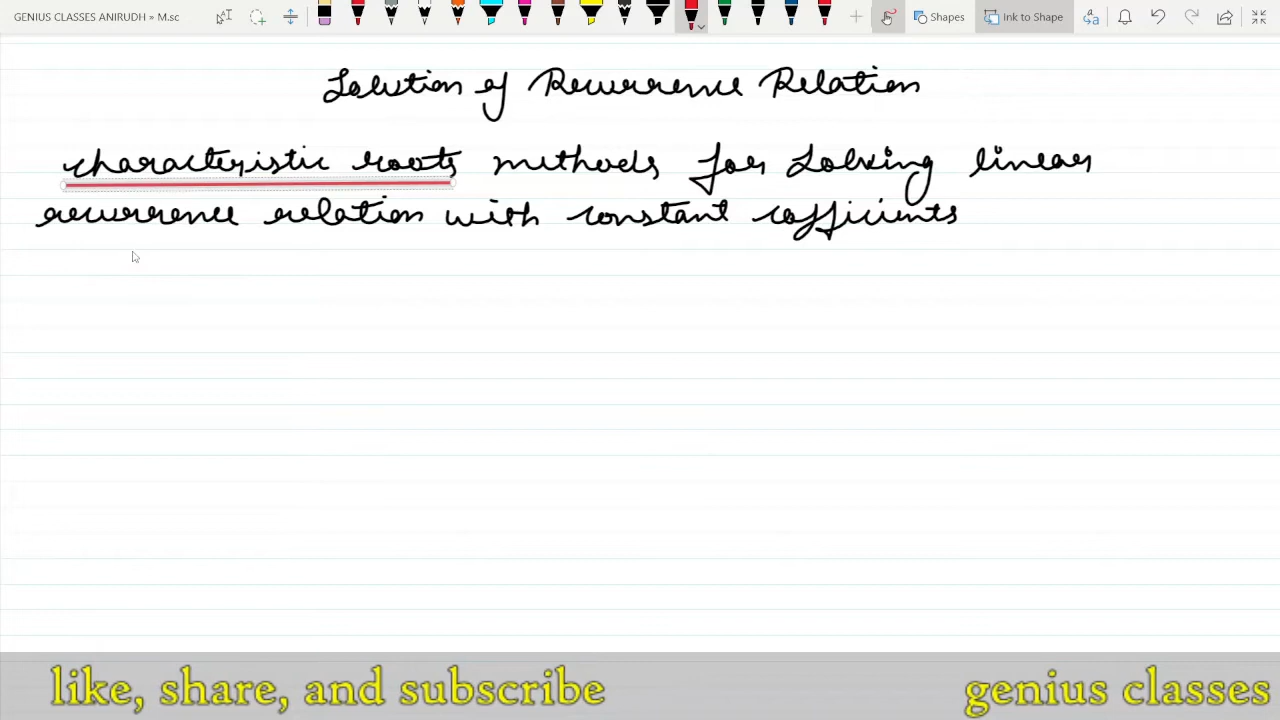 GENIUS CLASSES ANIRUDH » M.sc
Shapes
Ink to Shape
Solution of Recurrence Relation
characteristic roots methods for Solving linear
recurrence relation with constant cofficients
like, share, and subscribe
genius classes